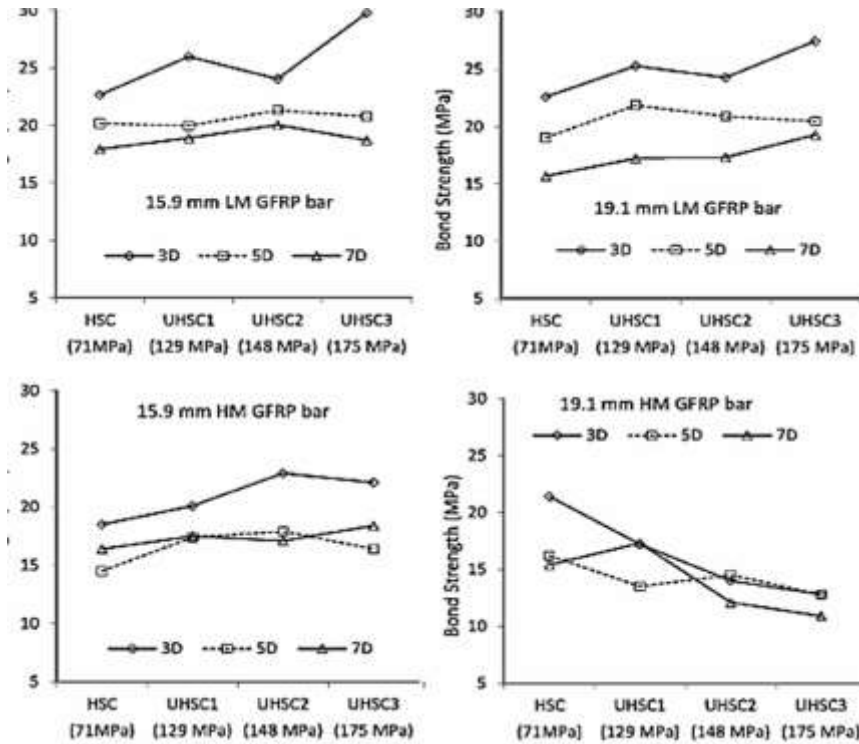 30
25
20
15
10
5
15.9 mm LM GFRP bar
3D 5D 7D
HSC UHSC1 UHSC2 UHSC3
(71MPa) (129 MPa) (148 MPa) (175 MPa)
Bond Strength (MPa)
30
25
20
15
10
5
19.1 mm LM GFRP bar
3D 5D 7D
HSC UHSC1 UHSC2 UHSC3
(71MPa) (129 MPa) (148 MPa) (175 MPa]
30
25
20
15
10
5
15.9 mm HM GFRP bar
3D 5D 7D
HSC UHSC1 UHSC2 UHSC3
[71MPa) [129 MPa) (148 MPa) (175 MPa)
Bond Strength (MPa)
30
25
20
15
10
5
19.1 mm HM GFRP bar
3D 5D 7D
HSC UHSC1 UHSC2 UHSC3
[71MPa] [129 MPa] [148 MPa) (175 MPa)